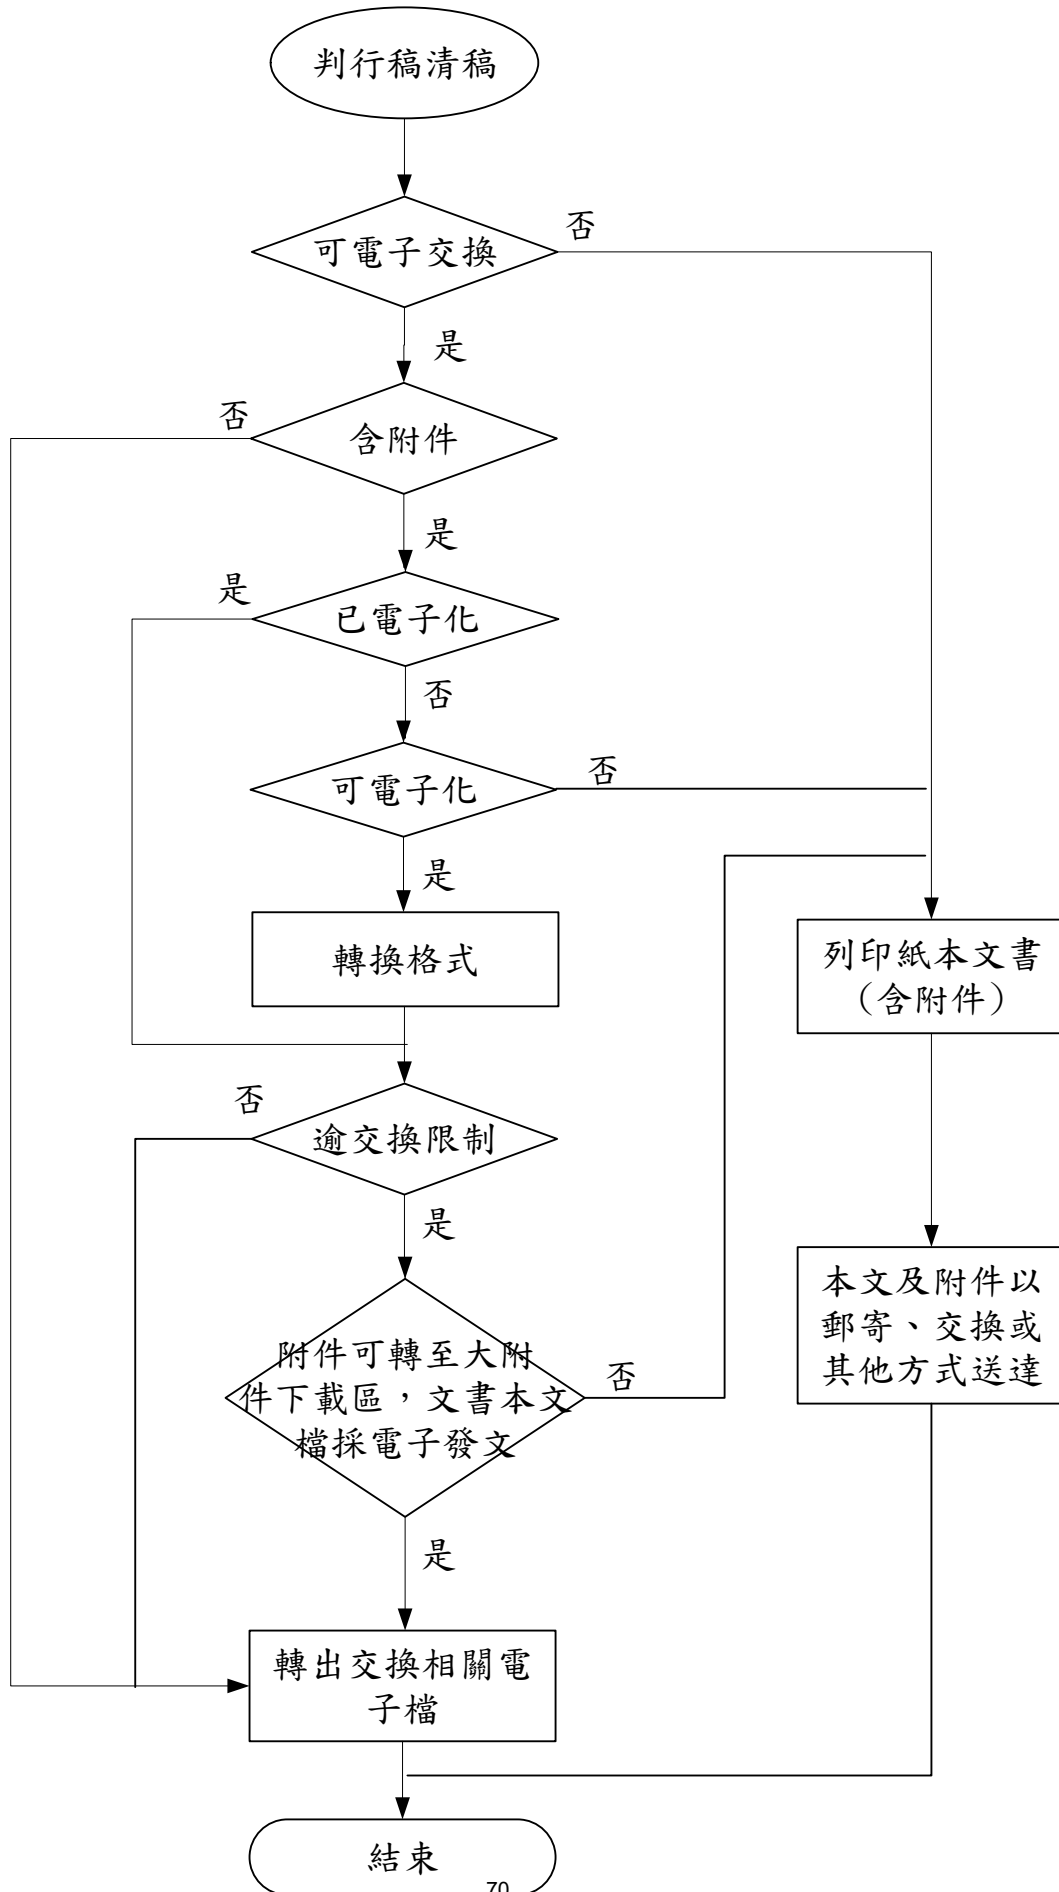 判行稿清稿
可電子交換
否
是
含附件
否
是
已電子化
是
否
可電子化
否
是
轉換格式
列印紙本文書
（含附件）
逾交換限制
否
是
本文及附件以
郵寄、交換或
其他方式送達
附件可轉至大附
件下載區，文書本文
檔採電子發文
否
是
轉出交換相關電
子檔
結束
70